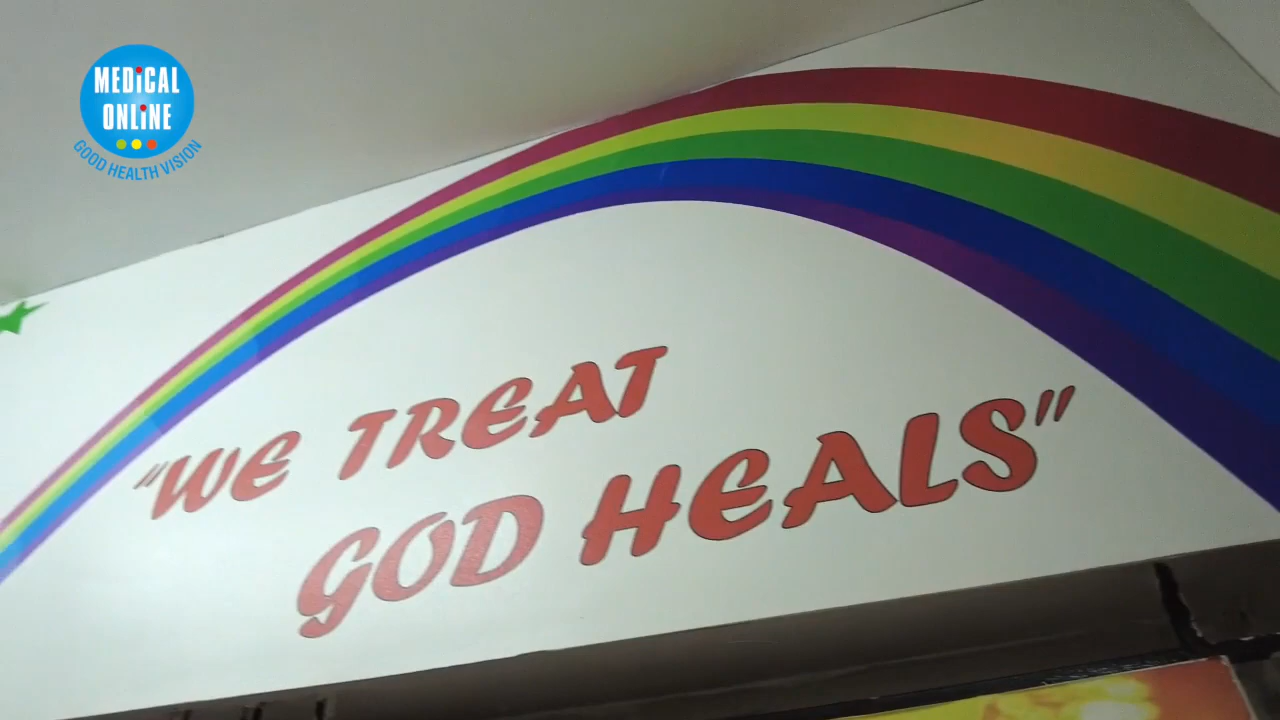 MEDiCAL
ONLiNE
GOOD HEALTH VISION
"WE TREAT
GOD HEALS"